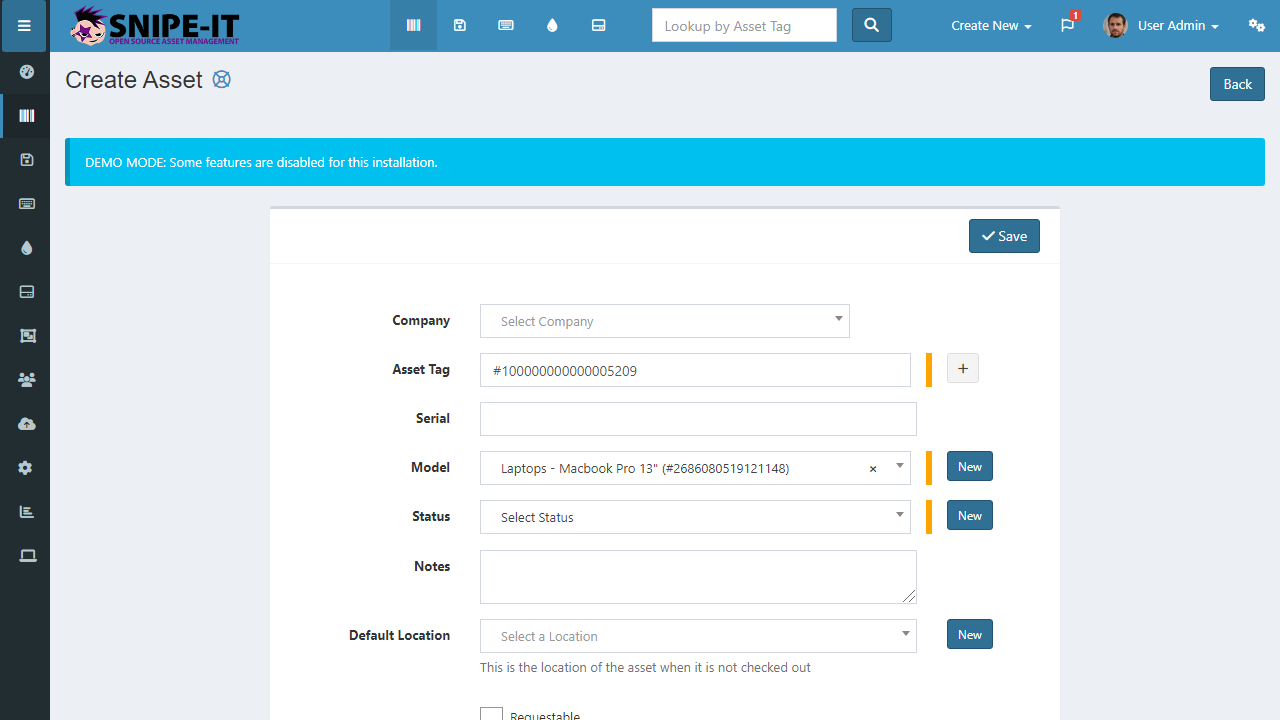 SNIPE-IT
OPEN SOURCE ASSET MANAGEMENT
Lookup by Asset Tag
Create New
1
User Admin
Create Asset
Back
DEMO MODE: Some features are disabled for this installation.
Save
Company
Select Company
Asset Tag
#100000000000005209
+
Serial
Model
Laptops - Macbook Pro 13" (#2686080519121148)
×
New
Status
Select Status
New
Notes
Default Location
Select a Location
New
This is the location of the asset when it is not checked out
Requestable